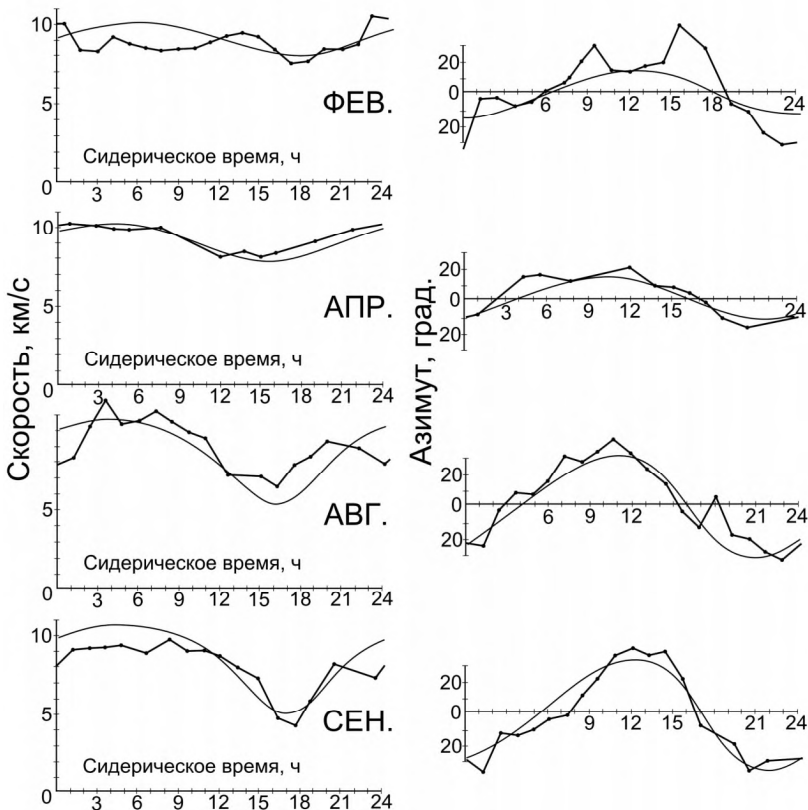 10
5
0
ФЕВ.
Сидерическое время, ч
3 6 9 12 15 18 21 24
20
0
20
6 9 12 15 18 24
Скорость, км/с
10
5
0
АПР.
Сидерическое время, ч
3 6 9 12 15 18 21 24
Азимут, град.
20
0
20
3 6 9 12 15 24
5
0
АВГ.
Сидерическое время, ч
3 6 9 12 15 18 21 24
20
0
20
6 9 12 21 24
10
5
0
СЕН.
Сидерическое время, ч
3 6 9 12 15 18 21 24
20
0
20
9 12 15 21 24